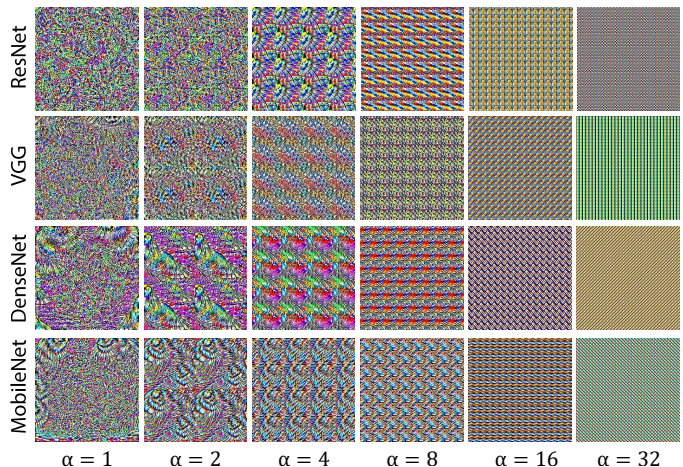 ResNet
VGG
DenseNet
MobileNet
α = 1 α = 2 α = 4 α = 8 α = 16 α = 32